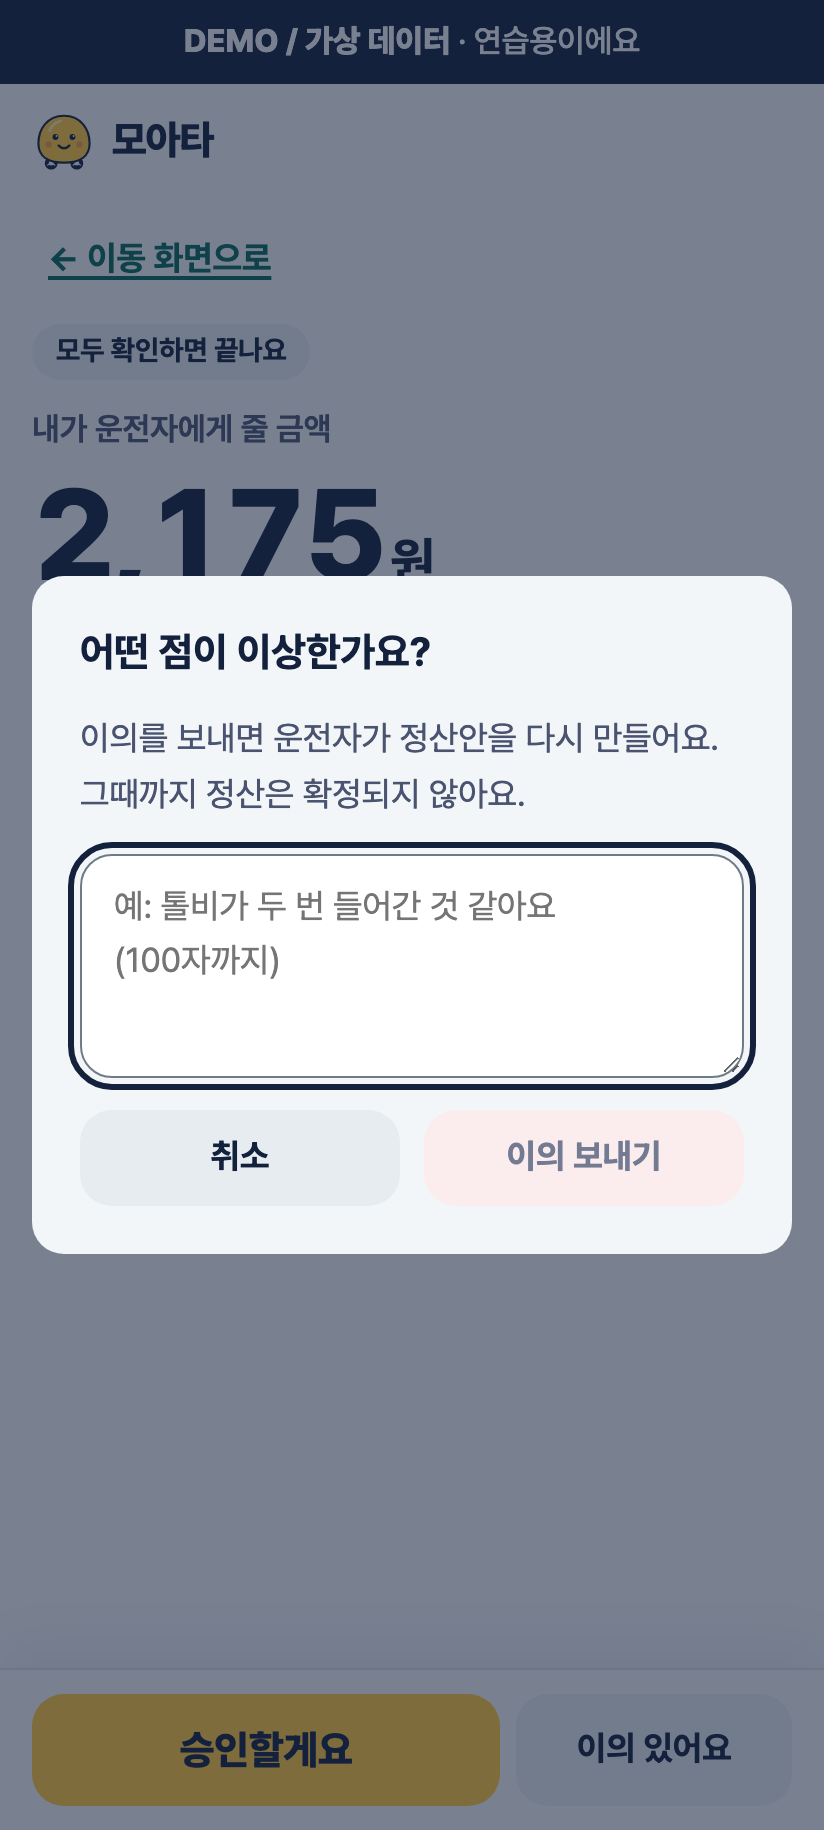 DEMO / 가상 데이터 · 연습용이에요
모아타
← 이동 화면으로
모두 확인하면 끝나요
내가 운전자에게 줄 금액
2,175원
어떤 점이 이상한가요?
이의를 보내면 운전자가 정산안을 다시 만들어요.
그때까지 정산은 확정되지 않아요.
예: 톨비가 두 번 들어간 것 같아요
(100자까지)
취소
이의 보내기
승인할게요
이의 있어요